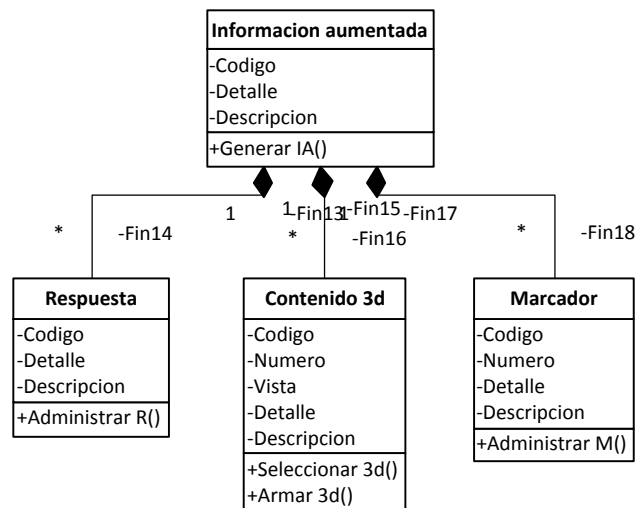 Informacion aumentada
-Codigo
-Detalle
-Descripcion
+Generar IA()
1
-Fin13
*
-Fin14
1
-Fin15
*
-Fin16
1
-Fin17
*
-Fin18
Respuesta
-Codigo
-Detalle
-Descripcion
+Administrar R()
Contenido 3d
-Codigo
-Numero
-Vista
-Detalle
-Descripcion
+Seleccionar 3d()
+Armar 3d()
Marcador
-Codigo
-Numero
-Detalle
-Descripcion
+Administrar M()